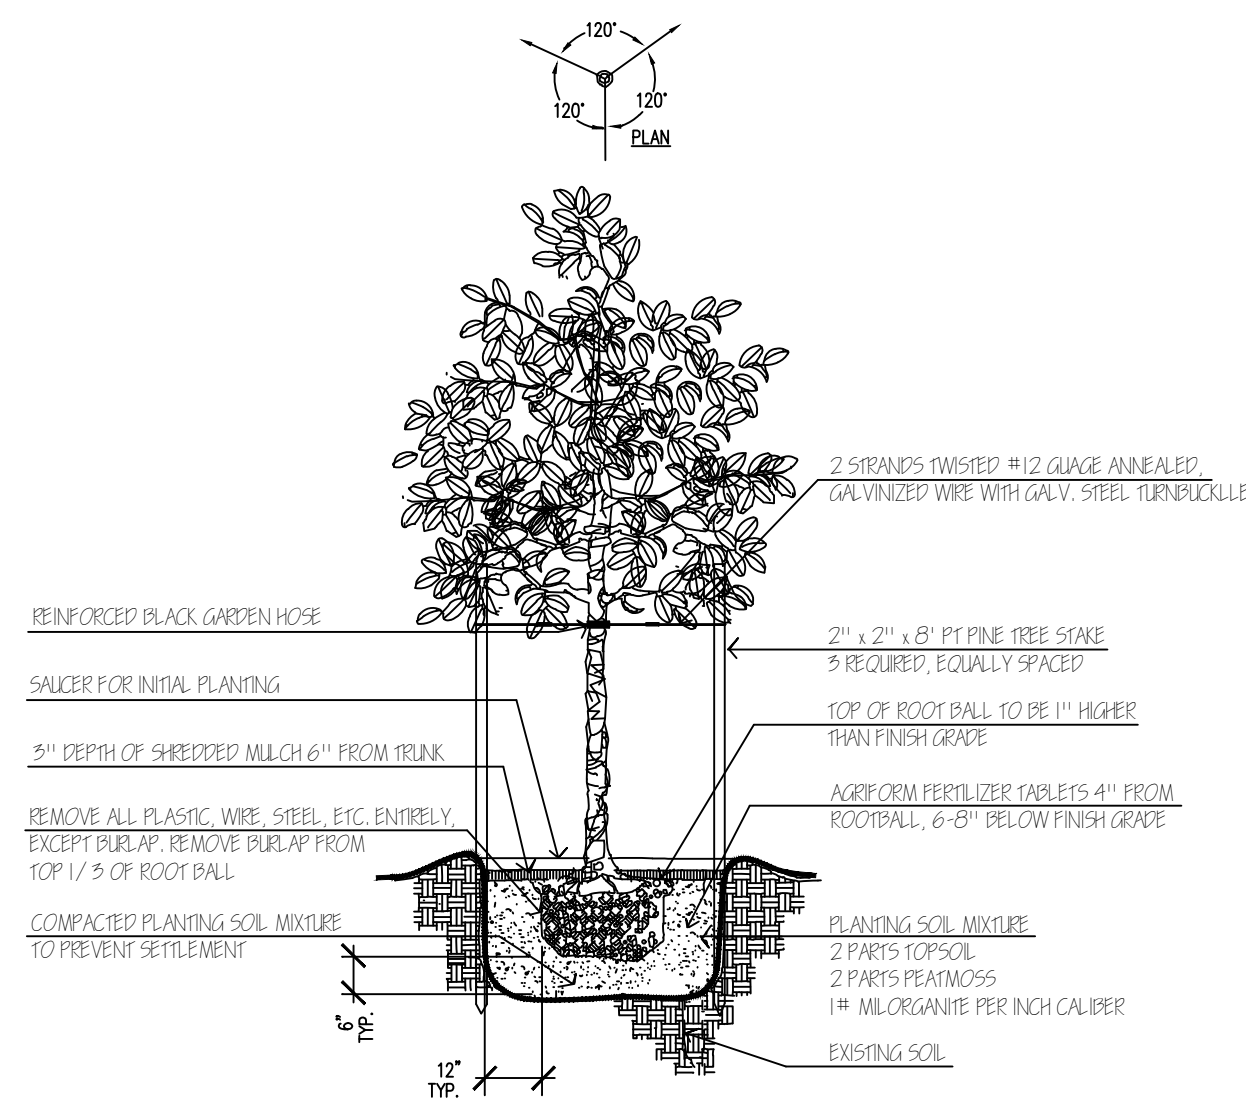 120°
120°
120°
PLAN
2 STRANDS TWISTED #12 GUAGE ANNEALED,
GALVINIZED WIRE WITH GALV. STEEL TURNBUCKLLE
REINFORCED BLACK GARDEN HOSE
2" x 2" x 8' PT PINE TREE STAKE
3 REQUIRED, EQUALLY SPACED
SAUCER FOR INITIAL PLANTING
TOP OF ROOT BALL TO BE 1" HIGHER
THAN FINISH GRADE
3" DEPTH OF SHREDDED MULCH 6" FROM TRUNK
AGRIFORM FERTILIZER TABLETS 4" FROM
ROOTBALL, 6-8" BELOW FINISH GRADE
REMOVE ALL PLASTIC, WIRE, STEEL, ETC. ENTIRELY,
EXCEPT BURLAP. REMOVE BURLAP FROM
TOP 1/3 OF ROOT BALL
COMPACTED PLANTING SOIL MIXTURE
TO PREVENT SETTLEMENT
PLANTING SOIL MIXTURE
2 PARTS TOPSOIL
2 PARTS PEATMOSS
1# MILORGANITE PER INCH CALIBER
6"
TYP.
EXISTING SOIL
12"
TYP.